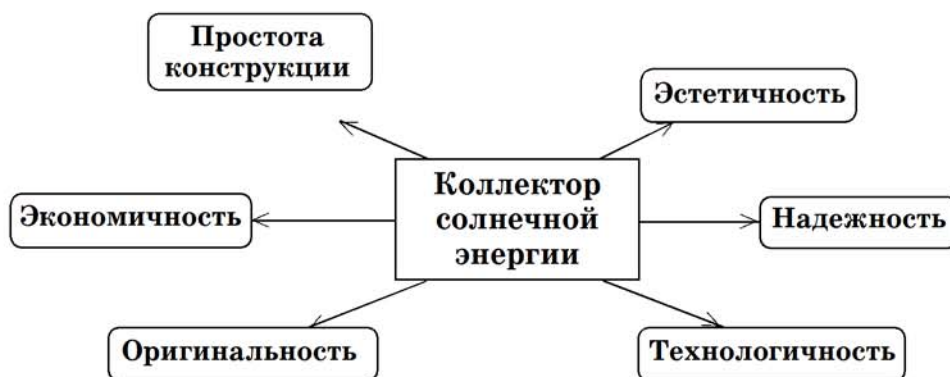 Простота
конструкции
Эстетичность
Коллектор
солнечной
энергии
Экономичность
Надежность
Оригинальность
Технологичность